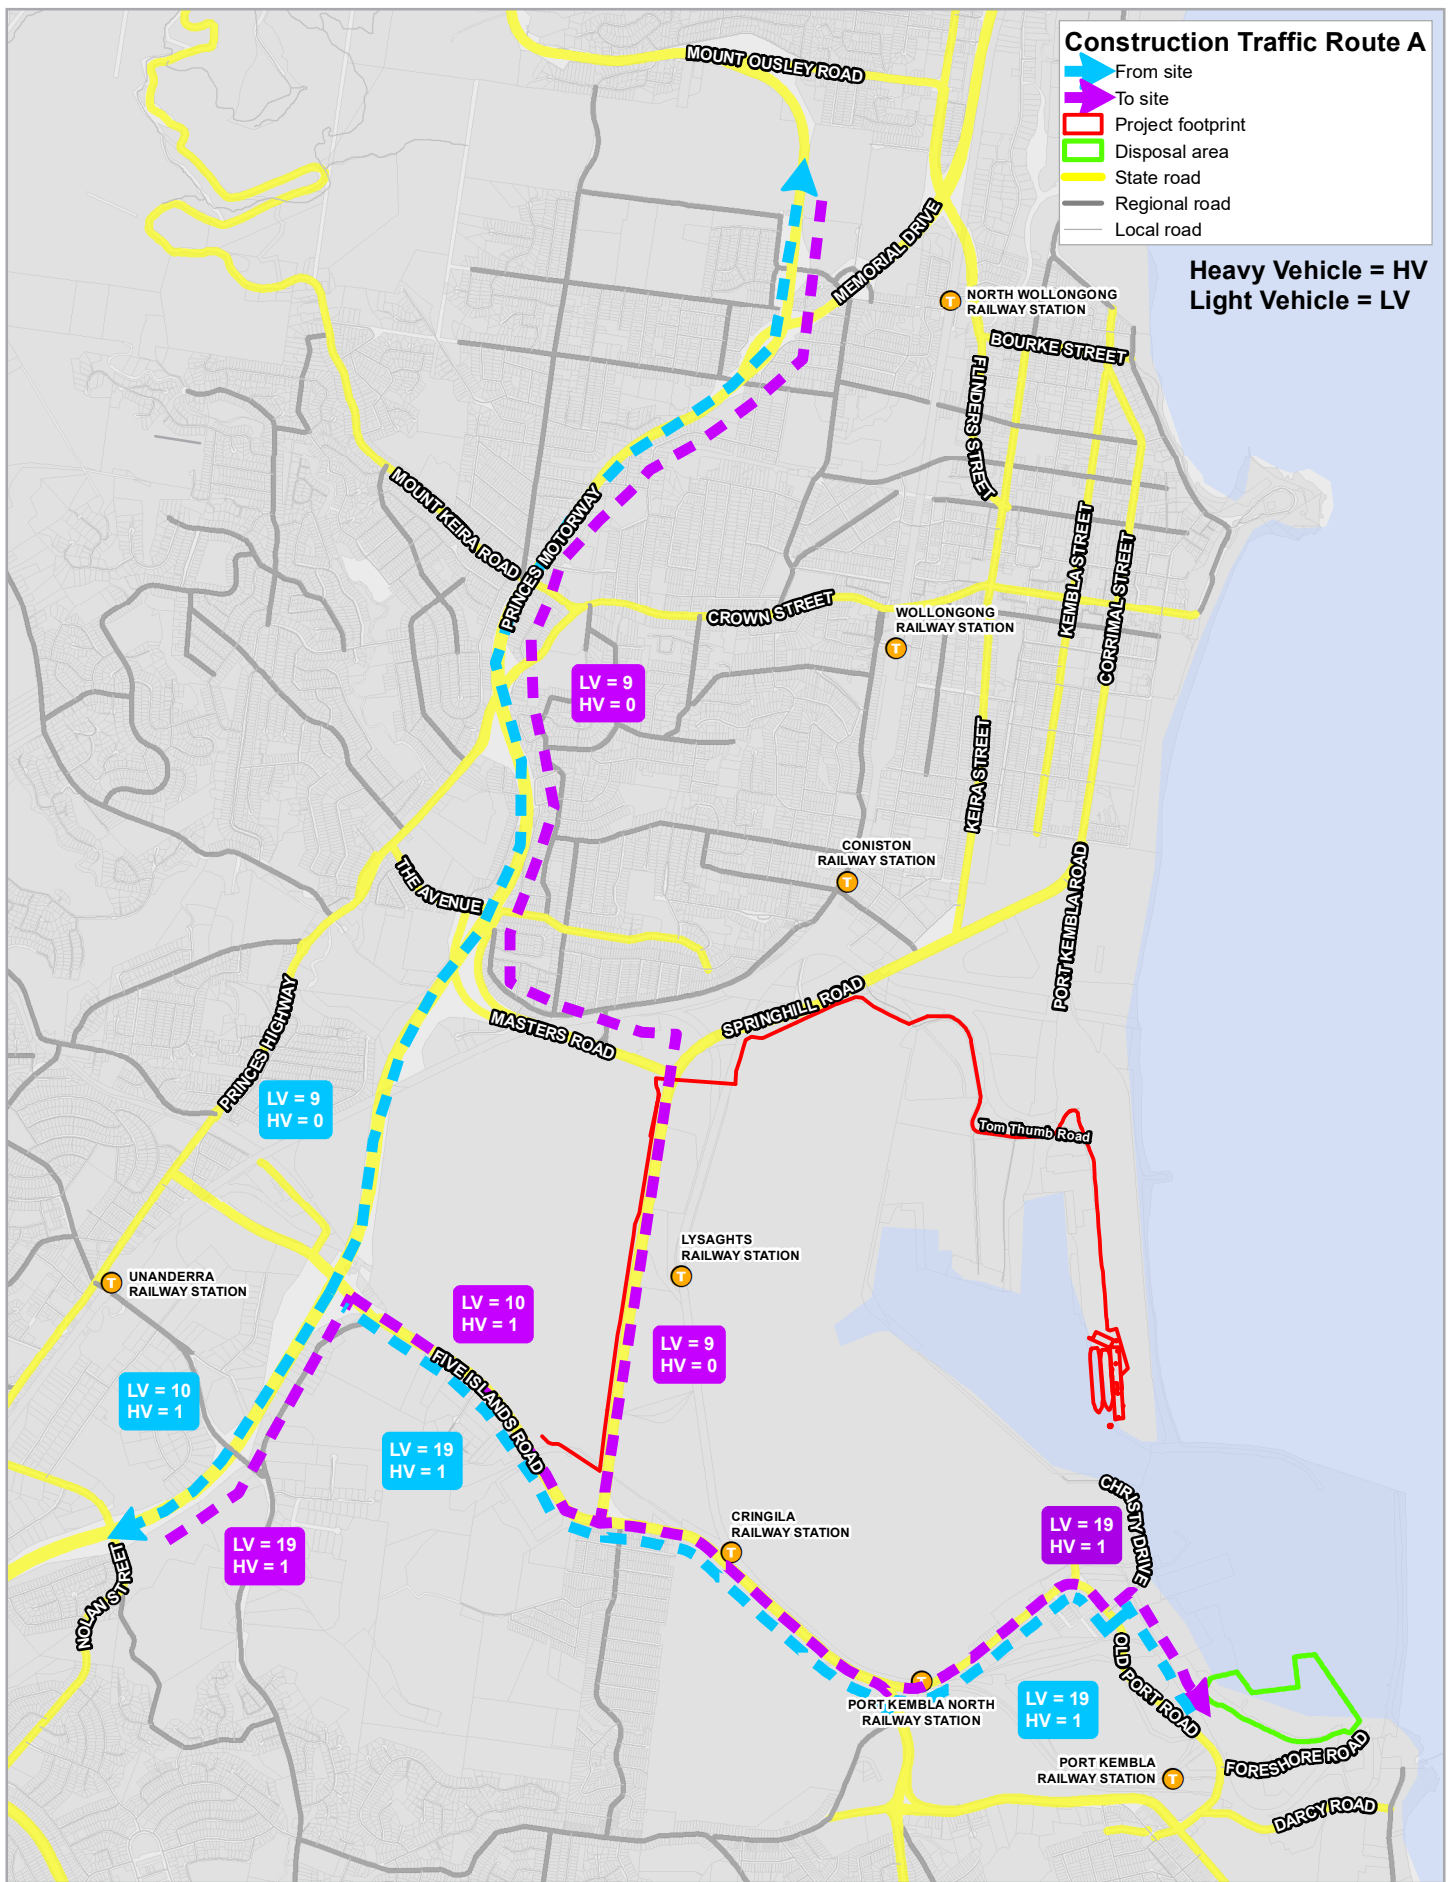 Construction Traffic Route A
From site
To site
Project footprint
Disposal area
State road
Regional road
Local road
Heavy Vehicle = HV
Light Vehicle = LV
MOUNT OUSLEY ROAD
MEMORIAL DRIVE
NORTH WOLLONGONG
RAILWAY STATION
BOURKE STREET
FLINDERS STREET
MOUNT KEIRA ROAD
PRINCES MOTORWAY
KEMBLA STREET
CORRIMAL STREET
CROWN STREET
WOLLONGONG
RAILWAY STATION
LV = 9
HV = 0
KEIRA STREET
CONISTON
RAILWAY STATION
THE AVENUE
PORT KEMBLA ROAD
PRINCES HIGHWAY
SPRINGHILL ROAD
MASTERS ROAD
LV = 9
HV = 0
Tom Thumb Road
LYSAGHTS
RAILWAY STATION
UNANDERRA
RAILWAY STATION
LV = 10
HV = 1
LV = 9
HV = 0
FIVE ISLANDS ROAD
LV = 10
HV = 1
LV = 19
HV = 1
CHRISTY DRIVE
CRINGILA
RAILWAY STATION
LV = 19
HV = 1
LV = 19
HV = 1
NOLAN STREET
OLD PORT ROAD
PORT KEMBLA NORTH
RAILWAY STATION
LV = 19
HV = 1
FORESHORE ROAD
PORT KEMBLA
RAILWAY STATION
DARCY ROAD
T
T
T
T
T
T
T
T